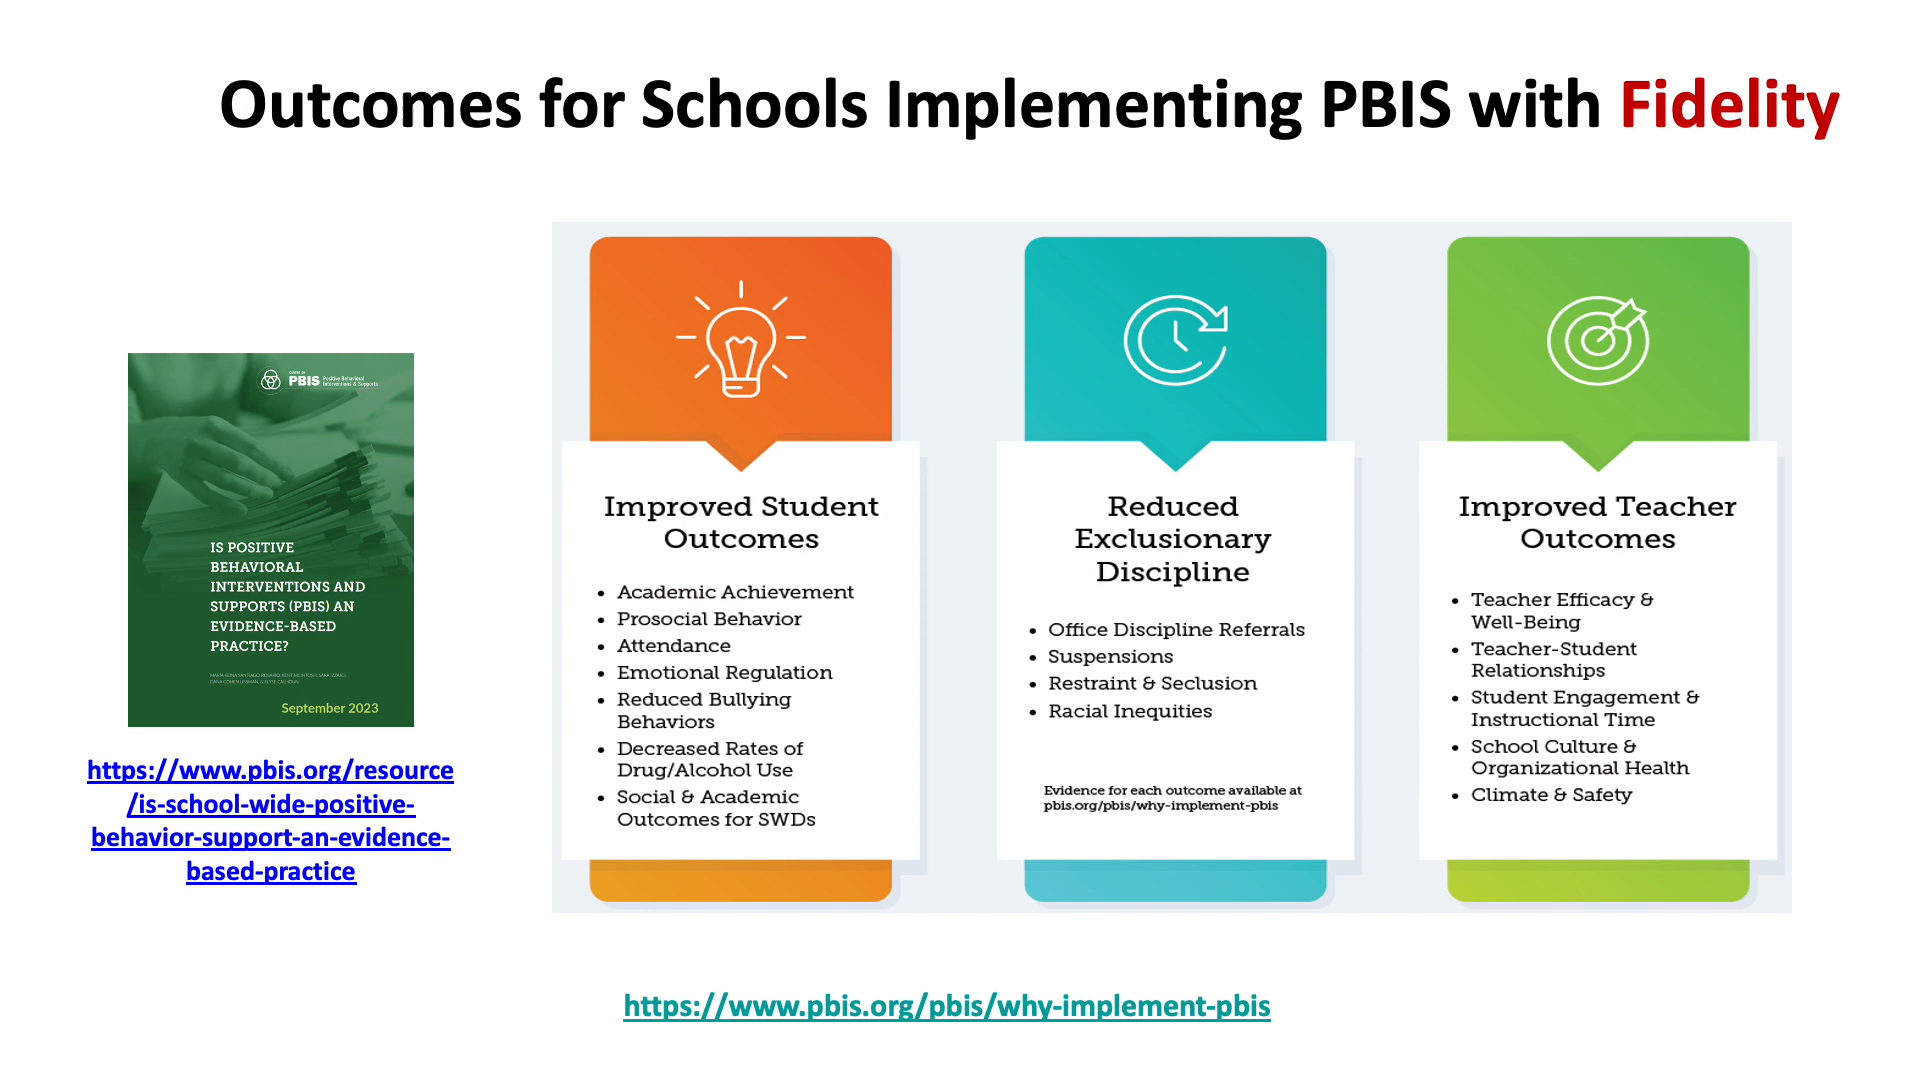 Outcomes for Schools Implementing PBIS with Fidelity
PBIS Positive Behavioral
Interventions & Supports
IS POSITIVE
BEHAVIORAL
INTERVENTIONS AND
SUPPORTS (PBIS) AN
EVIDENCE-BASED
PRACTICE?
September 2023
https://www.pbis.org/resource
/is-school-wide-positive-
behavior-support-an-evidence-
based-practice
Improved Student
Outcomes
• Academic Achievement
• Prosocial Behavior
• Attendance
• Emotional Regulation
• Reduced Bullying
Behaviors
• Decreased Rates of
Drug/Alcohol Use
• Social & Academic
Outcomes for SWDs
Reduced
Exclusionary
Discipline
• Office Discipline Referrals
• Suspensions
• Restraint & Seclusion
• Racial Inequities
Evidence for each outcome available at
pbis.org/pbis/why-implement-pbis
Improved Teacher
Outcomes
• Teacher Efficacy &
Well-Being
• Teacher-Student
Relationships
• Student Engagement &
Instructional Time
• School Culture &
Organizational Health
• Climate & Safety
https://www.pbis.org/pbis/why-implement-pbis